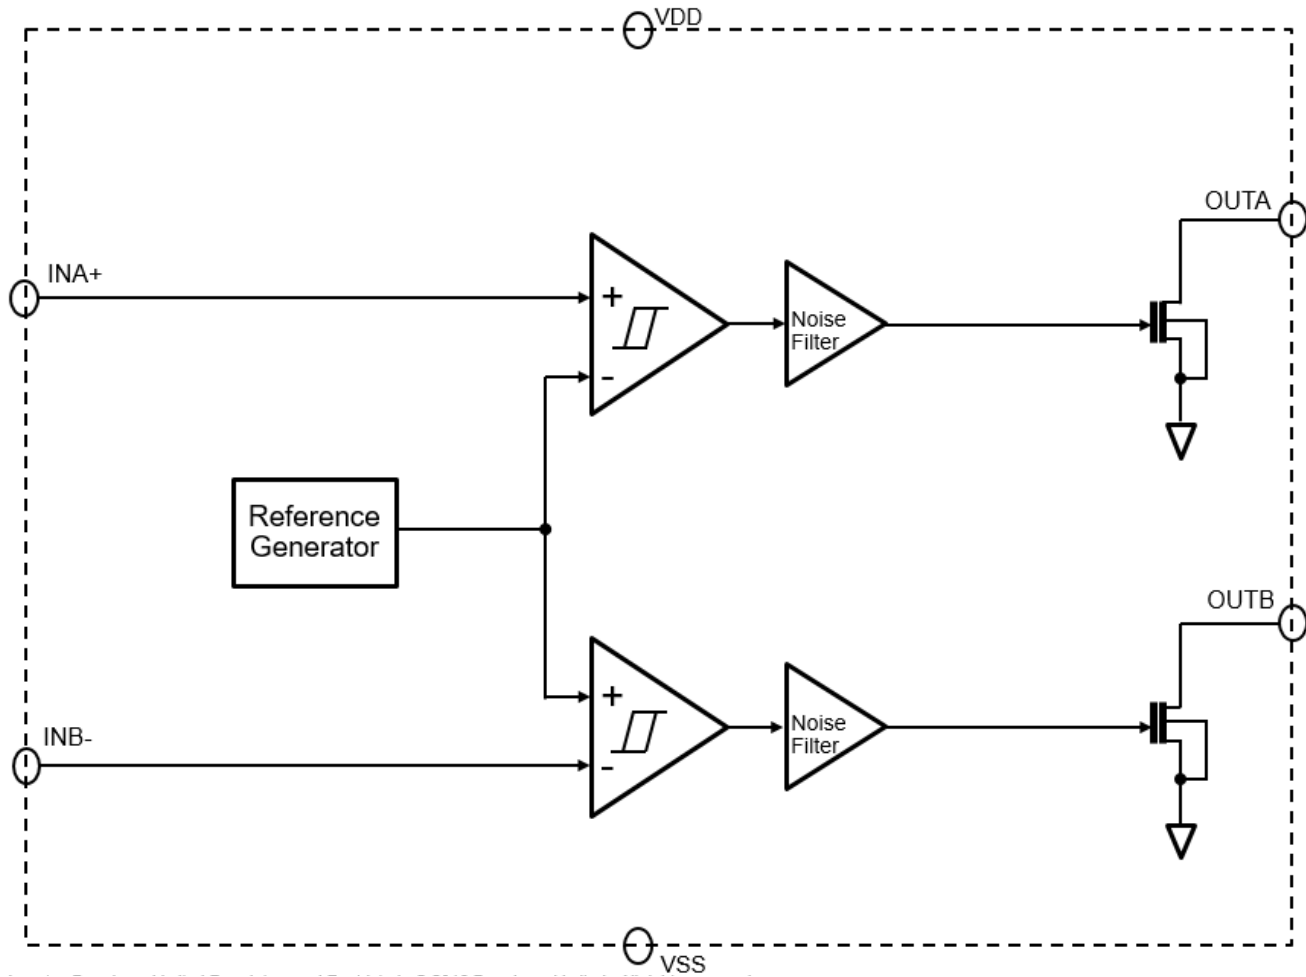 VDD
OUTA
INA+
+
Noise
Filter
-
Reference
Generator
OUTB
+
INB-
Noise
Filter
-
VSS